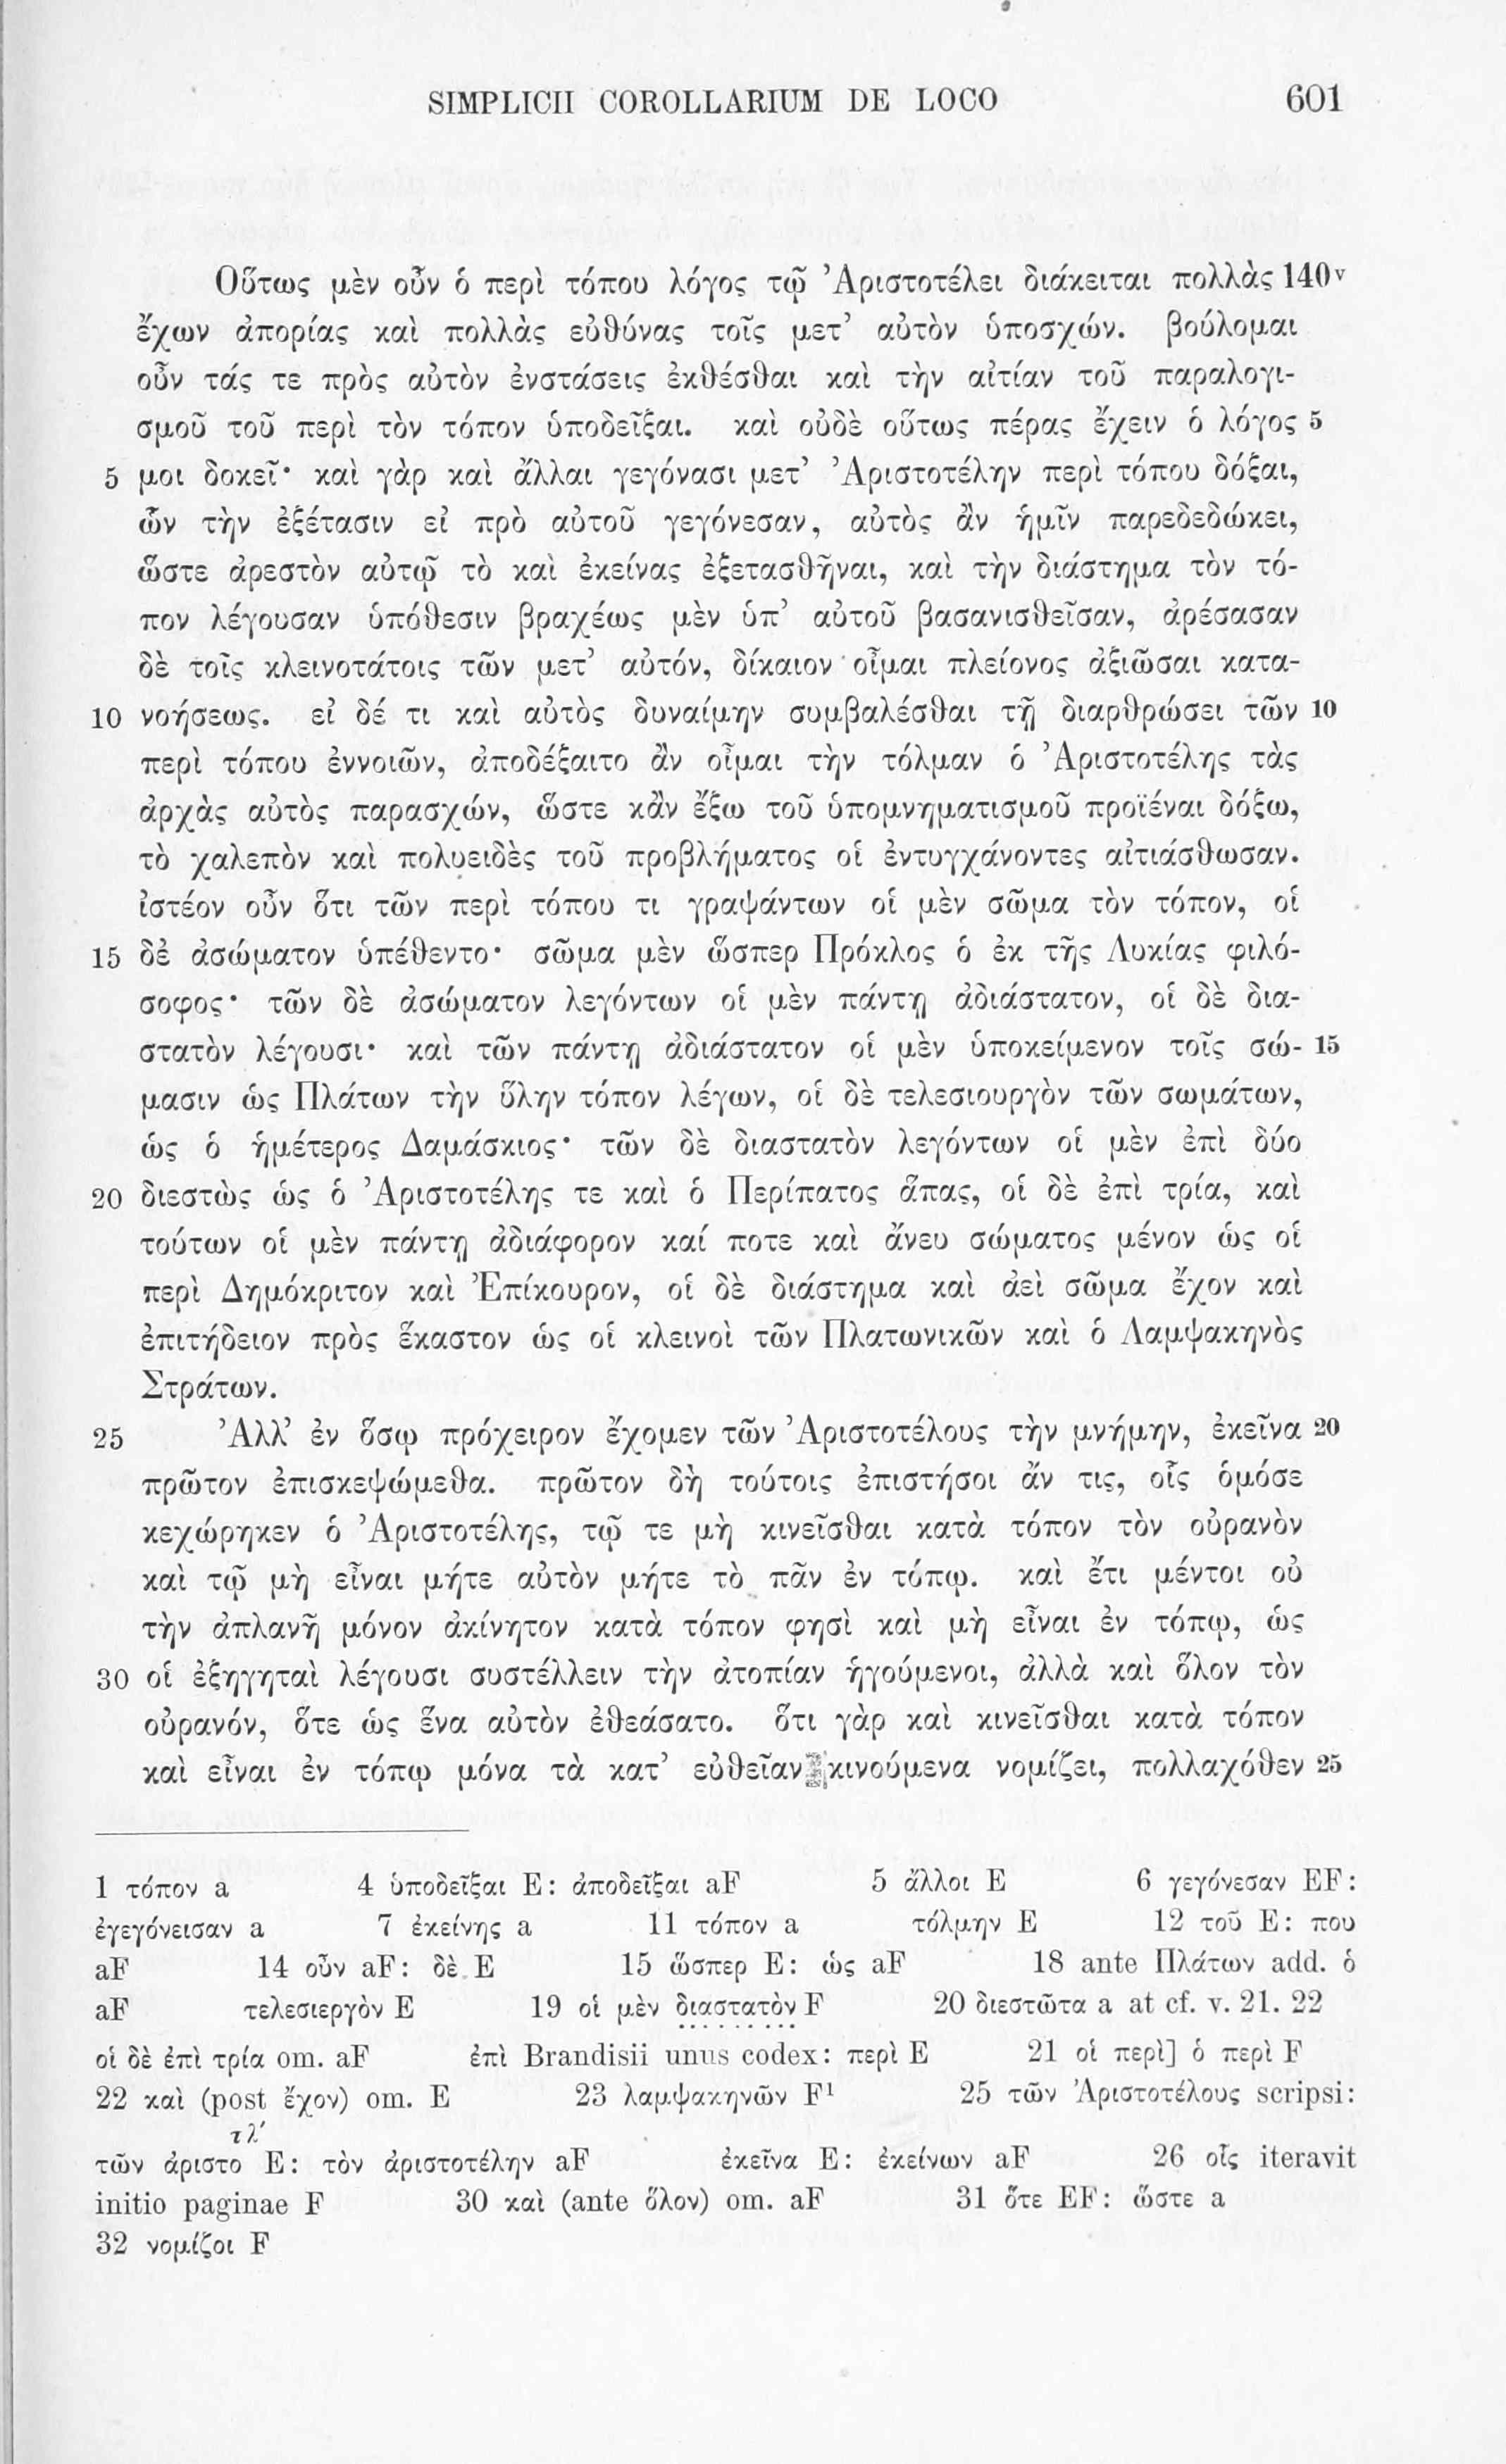 SIMPLICII COROLLARIUM DE LOCO 601
Οὕτως μὲν οὖν ὁ περὶ τόπου λόγος τῷ Ἀριστοτέλει διάκειται πολλὰς 140v
ἔχων ἀπορίας καὶ πολλὰς εὐθύνας τοῖς μετ’ αὐτὸν ὑποσχών. βούλομαι
οὖν τάς τε πρὸς αὐτὸν ἐνστάσεις ἐκθέσθαι καὶ τὴν αἰτίαν τοῦ παραλογι-
σμοῦ τοῦ περὶ τὸν τόπον ὑποδεῖξαι. καὶ οὐδὲ οὕτως πέρας ἔχειν ὁ λόγος 5
5 μοι δοκεῖ· καὶ γὰρ καὶ ἄλλαι γεγόνασι μετ’ Ἀριστοτέλην περὶ τόπου δόξαι,
ὧν τὴν ἐξέτασιν εἰ πρὸ αὐτοῦ γεγόνεσαν, αὐτὸς ἂν ἡμῖν παρεδεδώκει,
ὥστε ἀρεστὸν αὐτῷ τὸ καὶ ἐκείνας ἐξετασθῆναι, καὶ τὴν διάστημα τὸν τό-
πον λέγουσαν ὑπόθεσιν βραχέως μὲν ὑπ’ αὐτοῦ βασανισθεῖσαν, ἀρέσασαν
δὲ τοῖς κλεινοτάτοις τῶν μετ’ αὐτόν, δίκαιον οἶμαι πλείονος ἀξιῶσαι κατα-
10 νοήσεως. εἰ δέ τι καὶ αὐτὸς δυναίμην συμβαλέσθαι τῇ διαρθρώσει τῶν 10
περὶ τόπου ἐννοιῶν, ἀποδέξαιτο ἂν οἶμαι τὴν τόλμαν ὁ Ἀριστοτέλης τὰς
ἀρχὰς αὐτὸς παρασχών, ὥστε κἂν ἔξω τοῦ ὑπομνηματισμοῦ προϊέναι δόξω,
τὸ χαλεπὸν καὶ πολυειδὲς τοῦ προβλήματος οἱ ἐντυγχάνοντες αἰτιάσθωσαν.
ἰστέον οὖν ὅτι τῶν περὶ τόπου τι γραψάντων οἱ μὲν σῶμα τὸν τόπον, οἱ
15 δὲ ἀσώματον ὑπέθεντο· σῶμα μὲν ὥσπερ Πρόκλος ὁ ἐκ τῆς Λυκίας φιλό-
σοφος· τῶν δὲ ἀσώματον λεγόντων οἱ μὲν πάντῃ ἀδιάστατον, οἱ δὲ δια-
στατὸν λέγουσι· καὶ τῶν πάντῃ ἀδιάστατον οἱ μὲν ὑποκείμενον τοῖς σώ- 15
μασιν ὡς Πλάτων τὴν ὕλην τόπον λέγων, οἱ δὲ τελεσιουργὸν τῶν σωμάτων,
ὡς ὁ ἡμέτερος Δαμάσκιος· τῶν δὲ διαστατὸν λεγόντων οἱ μὲν ἐπὶ δύο
20 διεστὼς ὡς ὁ Ἀριστοτέλης τε καὶ ὁ Περίπατος ἅπας, οἱ δὲ ἐπὶ τρία, καὶ
τούτων οἱ μὲν πάντῃ ἀδιάφορον καί ποτε καὶ ἄνευ σώματος μένον ὡς οἱ
περὶ Δημόκριτον καὶ Ἐπίκουρον, οἱ δὲ διάστημα καὶ ἀεὶ σῶμα ἔχον καὶ
ἐπιτήδειον πρὸς ἕκαστον ὡς οἱ κλεινοὶ τῶν Πλατωνικῶν καὶ ὁ Λαμψακηνὸς
Στράτων.
25 Ἀλλ’ ἐν ὅσῳ πρόχειρον ἔχομεν τῶν Ἀριστοτέλους τὴν μνήμην, ἐκεῖνα 20
πρῶτον ἐπισκεψώμεθα. πρῶτον δὴ τούτοις ἐπιστήσοι ἄν τις, οἷς ὁμόσε
κεχώρηκεν ὁ Ἀριστοτέλης, τῷ τε μὴ κινεῖσθαι κατὰ τόπον τὸν οὐρανὸν
καὶ τῷ μὴ εἶναι μήτε αὐτὸν μήτε τὸ πᾶν ἐν τόπῳ. καὶ ἔτι μέντοι οὐ
τὴν ἀπλανῆ μόνον ἀκίνητον κατὰ τόπον φησὶ καὶ μὴ εἶναι ἐν τόπῳ, ὡς
30 οἱ ἐξηγηταὶ λέγουσι συστέλλειν τὴν ἀτοπίαν ἡγούμενοι, ἀλλὰ καὶ ὅλον τὸν
οὐρανόν, ὅτε ὡς ἕνα αὐτὸν ἐθεάσατο. ὅτι γὰρ καὶ κινεῖσθαι κατὰ τόπον
καὶ εἶναι ἐν τόπῳ μόνα τὰ κατ’ εὐθεῖαν κινούμενα νομίζει, πολλαχόθεν 25
1 τόπον a 4 ὑποδεῖξαι E: ἀποδεῖξαι aF 5 ἄλλοι E 6 γεγόνεσαν EF:
ἐγεγόνεισαν a 7 ἐκείνης a 11 τόπον a τόλμην E 12 τοῦ E: που
aF 14 οὖν aF: δὲ E 15 ὥσπερ E: ὡς aF 18 ante Πλάτων add. ὁ
aF τελεσιεργὸν E 19 οἱ μὲν διαστατὸν F 20 διεστῶτα a at cf. v. 21. 22
οἱ δὲ ἐπὶ τρία om. aF ἐπὶ Brandisii unus codex: περὶ E 21 οἱ περὶ] ὁ περὶ F
22 καὶ (post ἔχον) om. E 23 λαμψακηνῶν F¹ 25 τῶν Ἀριστοτέλους scripsi:
τλ’
τῶν ἀριστο E: τὸν ἀριστοτέλην aF ἐκεῖνα E: ἐκείνων aF 26 οἷς iteravit
initio paginae F 30 καὶ (ante ὅλον) om. aF 31 ὅτε EF: ὥστε a
32 νομίζοι F